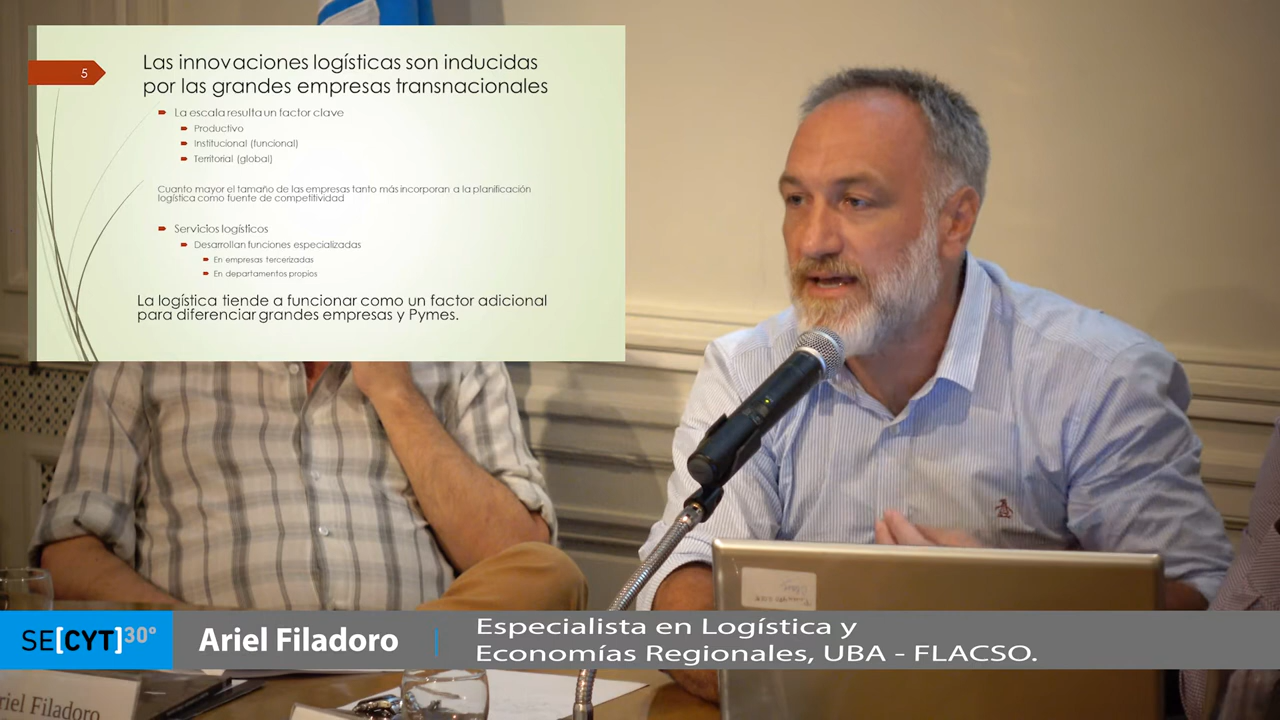 5
Las innovaciones logísticas son inducidas
por las grandes empresas transnacionales
La escala resulta un factor clave
Productivo
Institucional (funcional)
Territorial (global)
Cuanto mayor el tamaño de las empresas tanto más incorporan a la planificación
logística como fuente de competitividad
Servicios logísticos
Desarrollan funciones especializadas
En empresas tercerizadas
En departamentos propios
La logística tiende a funcionar como un factor adicional
para diferenciar grandes empresas y Pymes.
SE[CYT]30°
Ariel Filadoro
Especialista en Logística y
Economías Regionales, UBA - FLACSO.
riel Filadoro